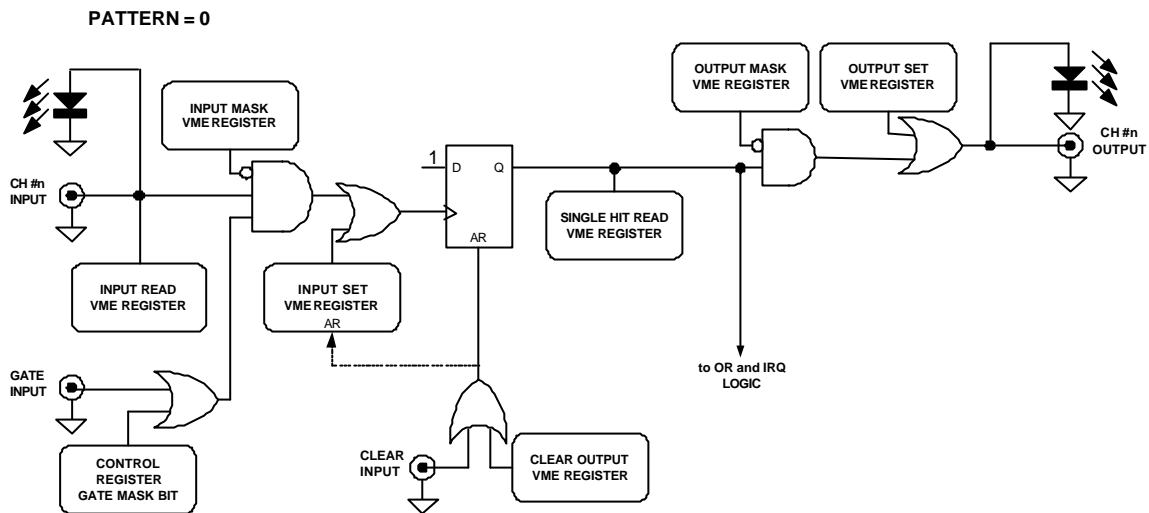 PATTERN = 0
INPUT MASK
VME REGISTER
OUTPUT MASK
VME REGISTER
OUTPUT SET
VME REGISTER
CH #n
OUTPUT
1
D
Q
AR
CH #n
INPUT
SINGLE HIT READ
VME REGISTER
INPUT READ
VME REGISTER
INPUT SET
VME REGISTER
AR
to OR and IRQ
LOGIC
GATE
INPUT
CONTROL
REGISTER
GATE MASK BIT
CLEAR
INPUT
CLEAR OUTPUT
VME REGISTER